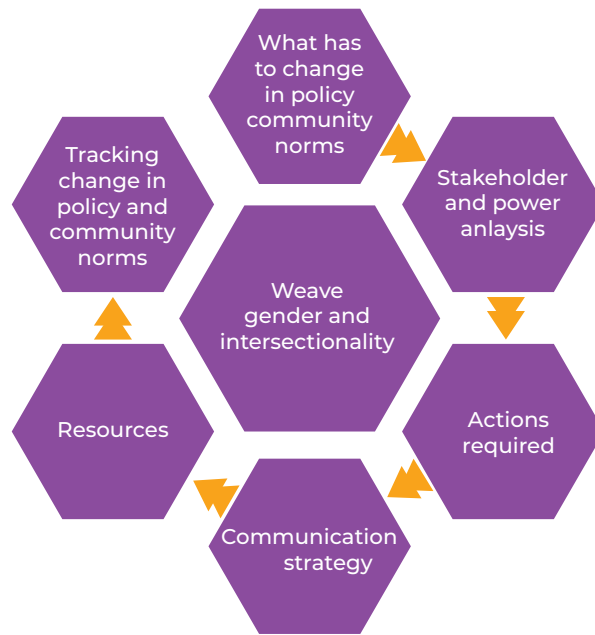 What has
to change
in policy
community
norms
Stakeholder
and power
anlaysis
Actions
required
Communication
strategy
Resources
Tracking
change in
policy and
community
norms
Weave
gender and
intersectionality